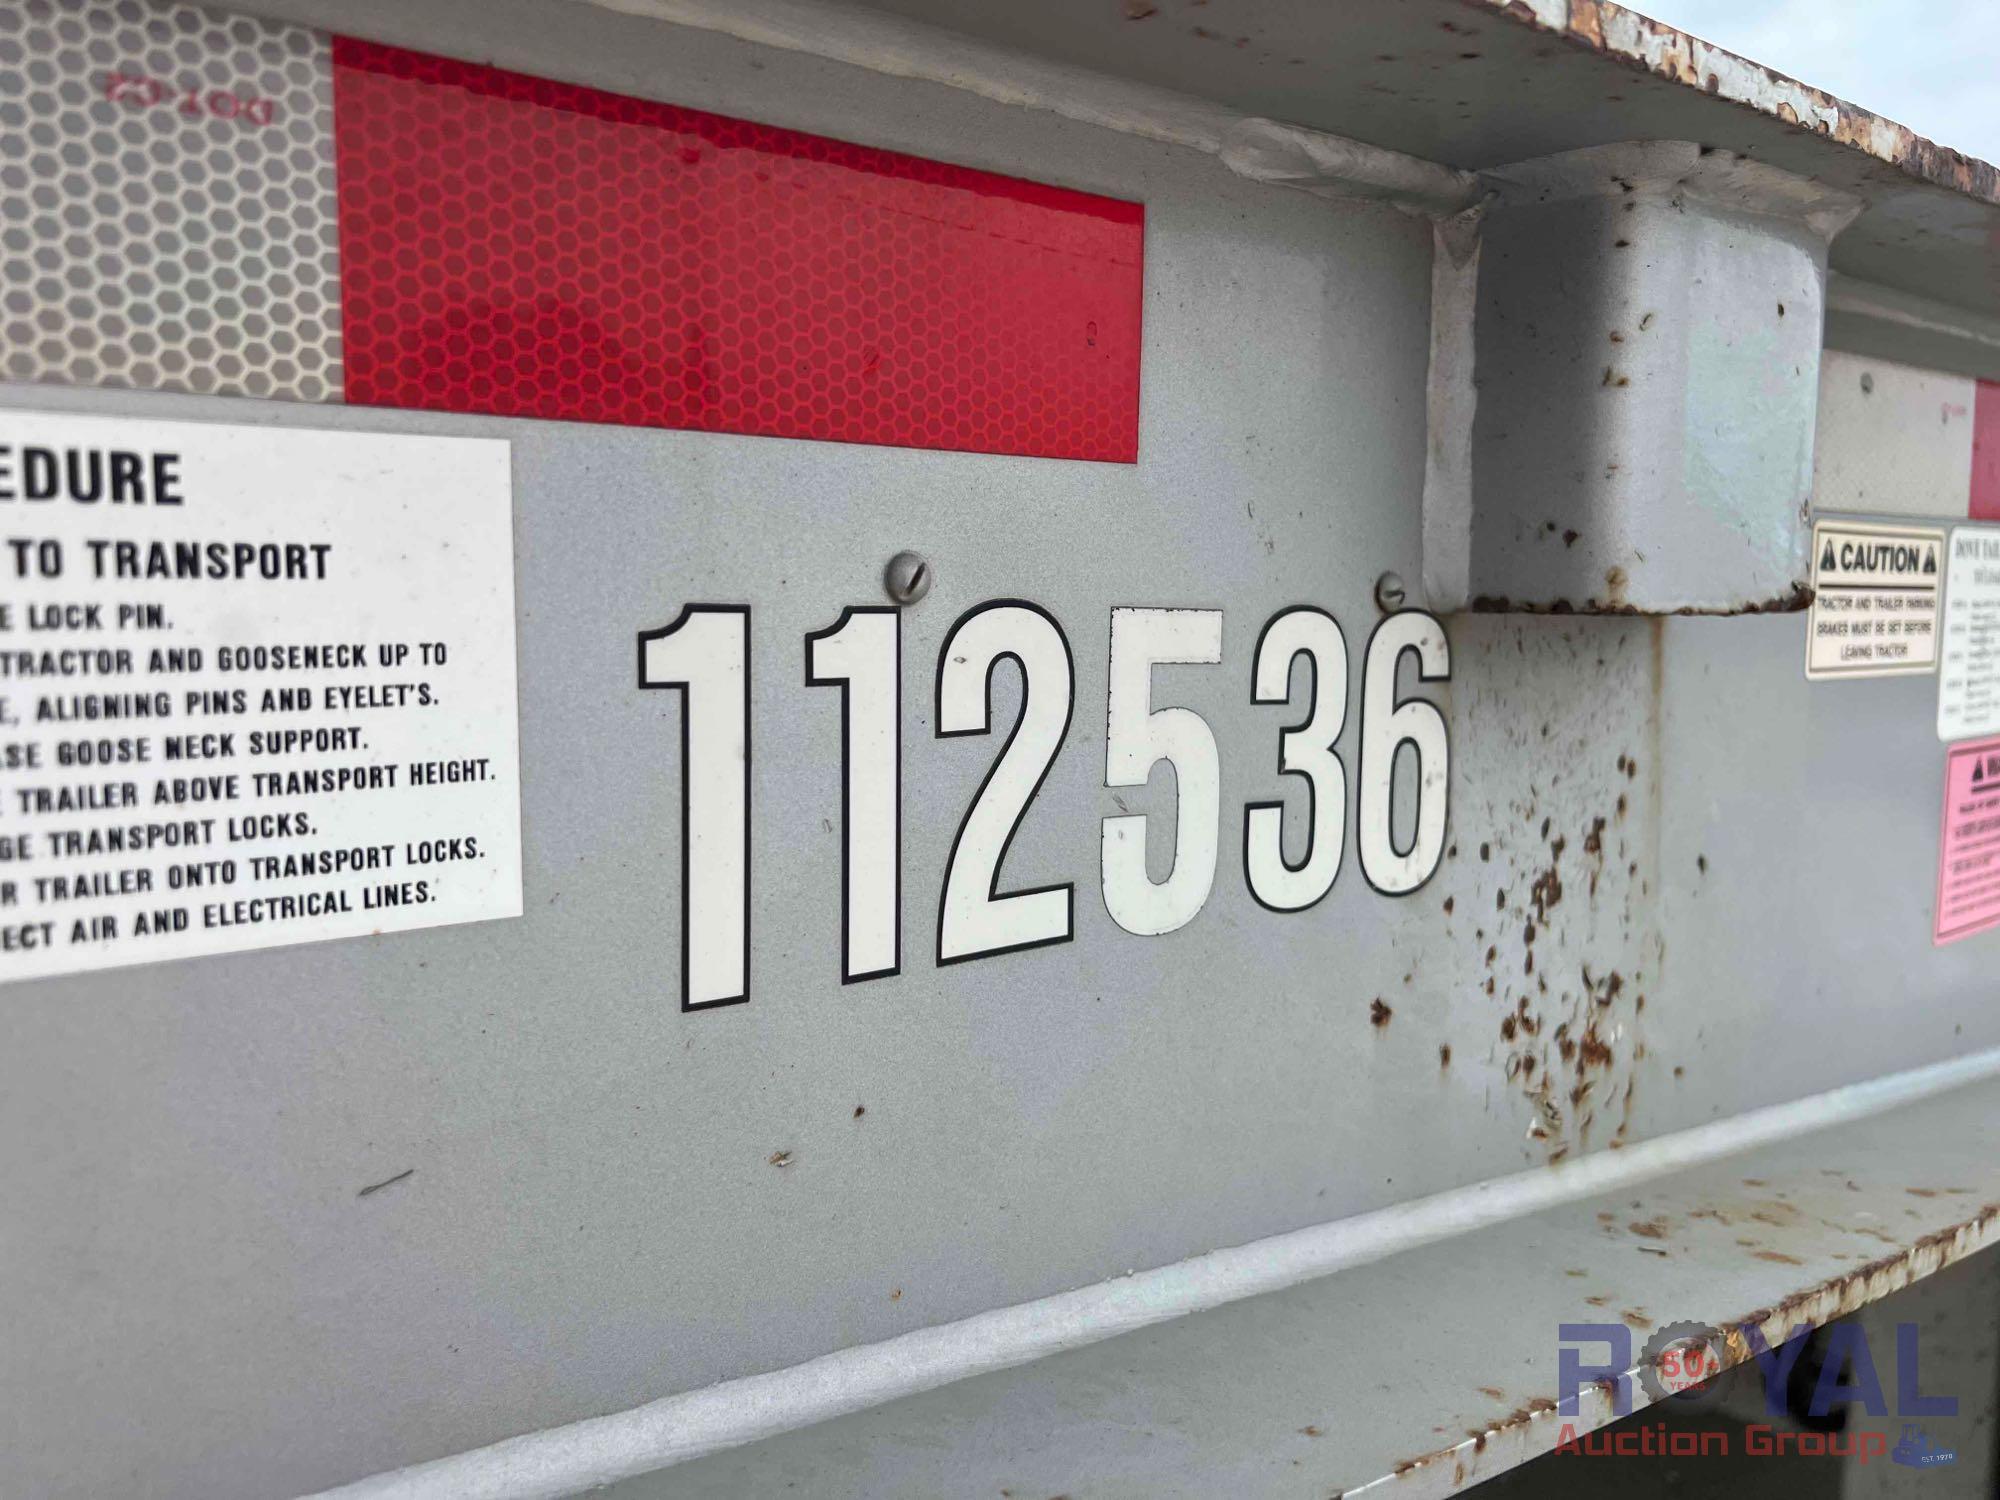 DOT-C2
EDURE
TO TRANSPORT
E LOCK PIN.
TRACTOR AND GOOSENECK UP TO
E, ALIGNING PINS AND EYELET'S.
ASE GOOSE NECK SUPPORT.
E TRAILER ABOVE TRANSPORT HEIGHT.
GE TRANSPORT LOCKS.
R TRAILER ONTO TRANSPORT LOCKS.
ECT AIR AND ELECTRICAL LINES.
112536
CAUTION
TRACTOR AND TRAILER PARKING
BRAKES MUST BE SET BEFORE
LEAVING TRACTOR
ROYAL
50+
YEARS
Auction Group
EST. 1970